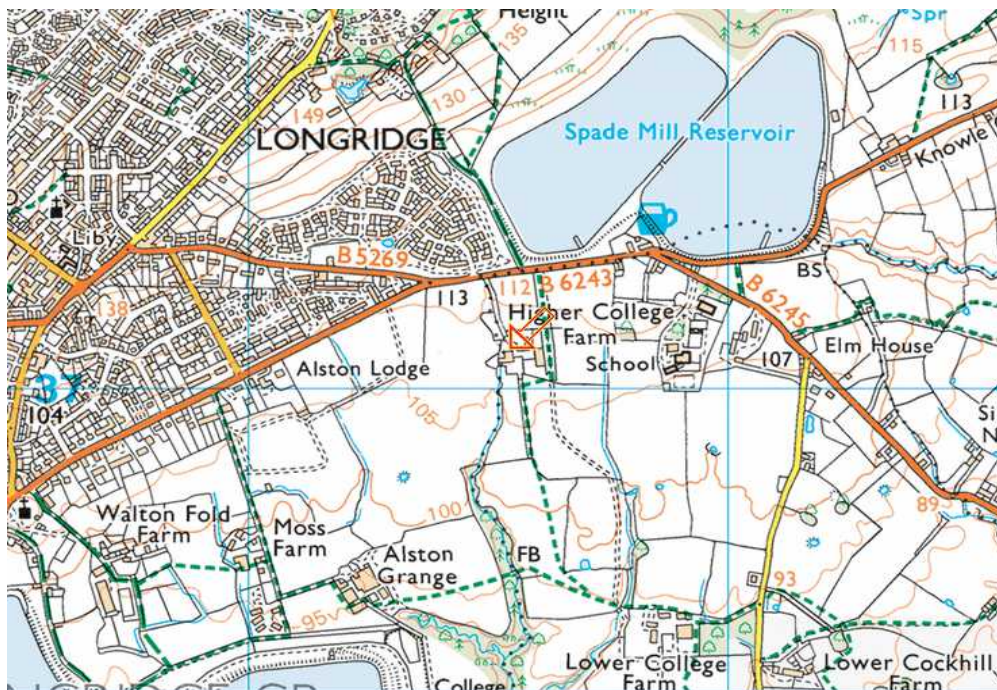 Height
135
Spr
115
149
130
113
LONGRIDGE
Spade Mill Reservoir
Knowle
Liby
B 5269
BS
113
112
B 6243
B 6245
138
Higher College
Farm
Alston Lodge
School
107
Elm House
37
104
105
Si
N
100
89
Walton Fold
Farm
Moss
Farm
Alston
Grange
FB
93
95
Lower College
Farm
Lower Cockhill
Farm
College